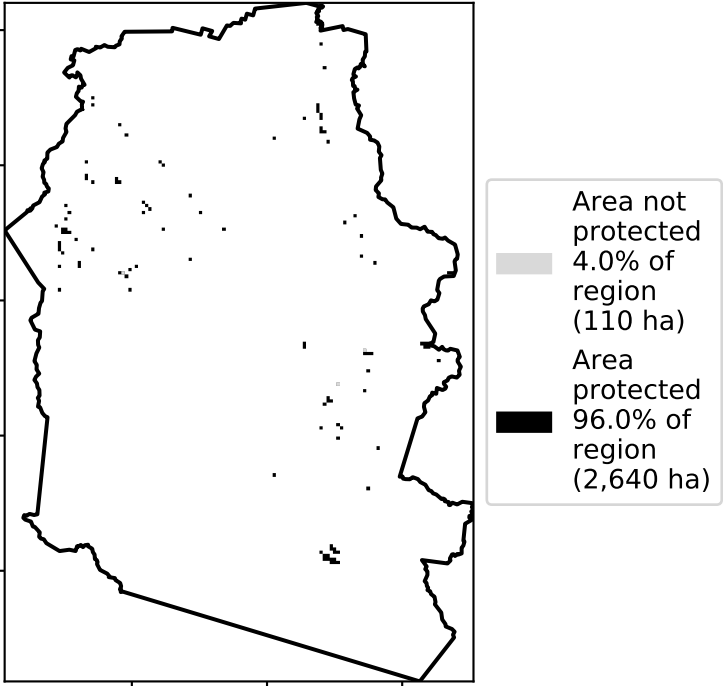 Area not
protected
4.0% of
region
(110 ha)
Area
protected
96.0% of
region
(2,640 ha)